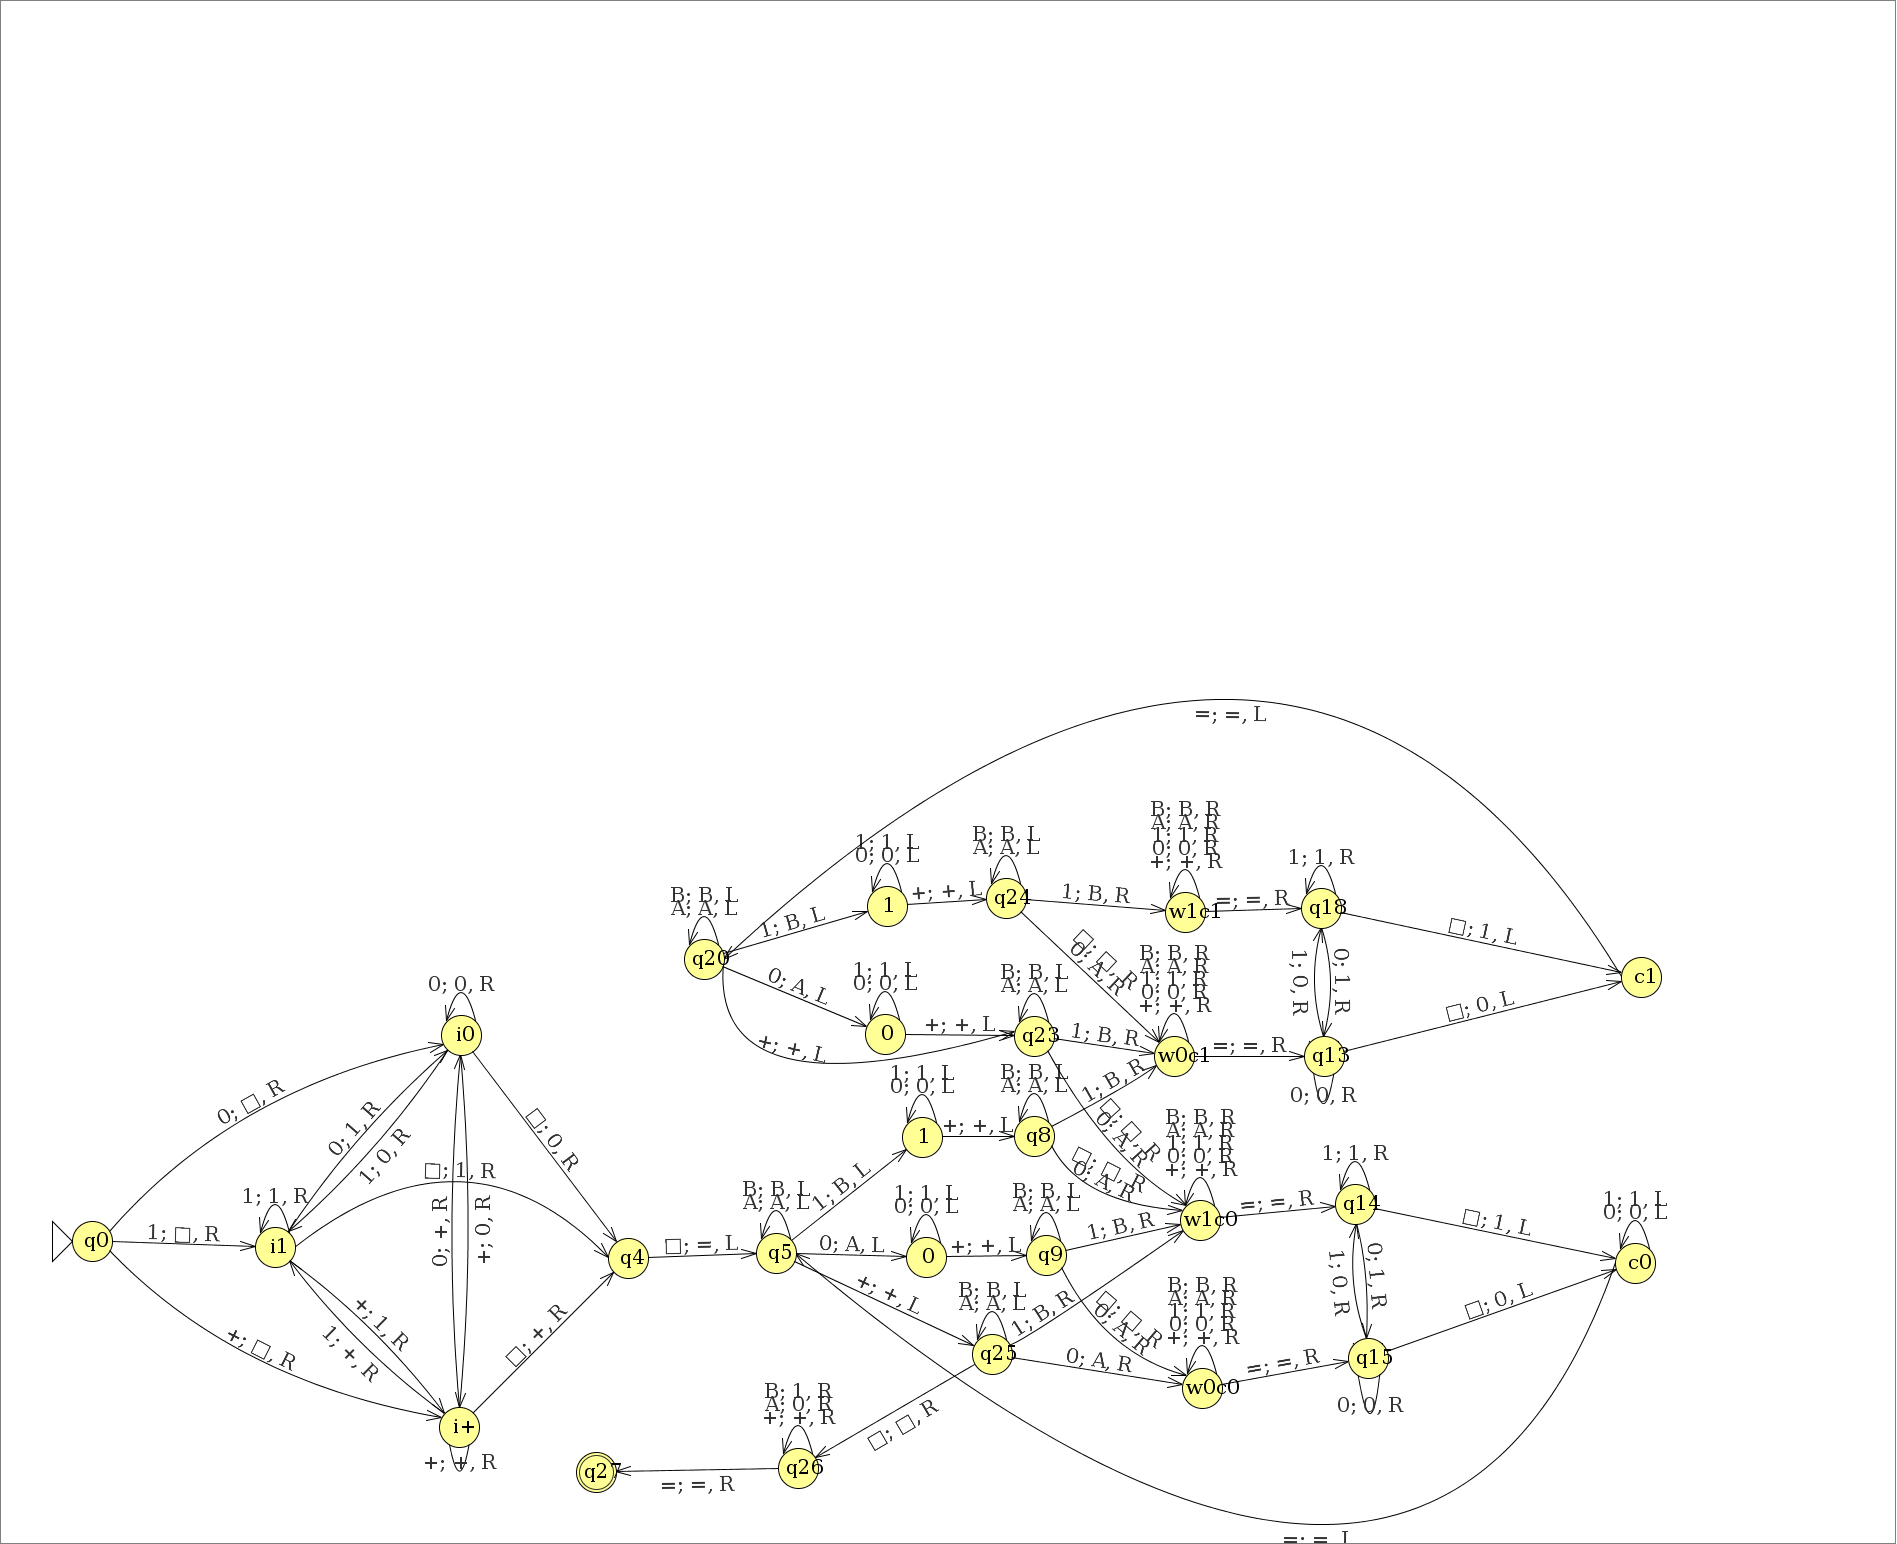 =; =, L
B; B, R
A; A, R
1; 1, R
0; 0, R
+; +, R
B; B, L
A; A, L
1; 1, L
0; 0, L
1; 1, R
B; B, L
A; A, L
1; B, L
1
+; +, L
q24
1; B, R
w1c1
=; =, R
q18
□; 1, L
q20
0; A, L
1; 1, L
0; 0, L
□; □, R
0; A, R
B; B, R
A; A, R
1; 1, R
0; 0, R
+; +, R
1; 0, R
0; 1, R
c1
B; B, L
A; A, L
0
+; +, L
q23
1; B, R
w0c1
=; =, R
q13
□; 0, L
+; +, L
0; 0, R
0; 0, R
i0
1; 1, L
0; 0, L
B; B, L
A; A, L
1; B, R
□; □, R
0; A, R
1
+; +, L
q8
□; □, R
0; A, R
B; B, R
A; A, R
1; 1, R
0; 0, R
+; +, R
1; 1, R
0; □, R
0; 1, R
1; 0, R
□; 0, R
□; 1, R
B; B, L
A; A, L
1; B, L
1; 1, L
0; 0, L
B; B, L
A; A, L
w1c0
=; =, R
q14
□; 1, L
1; 1, L
0; 0, L
1; 1, R
q0
1; □, R
i1
0; +, R
+; 0, R
q4
□; =, L
q5
0; A, L
0
+; +, L
q9
1; B, R
1; 0, R
0; 1, R
c0
+; +, L
B; B, L
A; A, L
1; B, R
□; □, R
0; A, R
B; B, R
A; A, R
1; 1, R
0; 0, R
+; +, R
□; 0, L
+; □, R
+; 1, R
1; +, R
□; +, R
q25
0; A, R
w0c0
=; =, R
q15
0; 0, R
B; 1, R
A; 0, R
+; +, R
□; □, R
i+
+; +, R
q27
=; =, R
q26
=; =, L